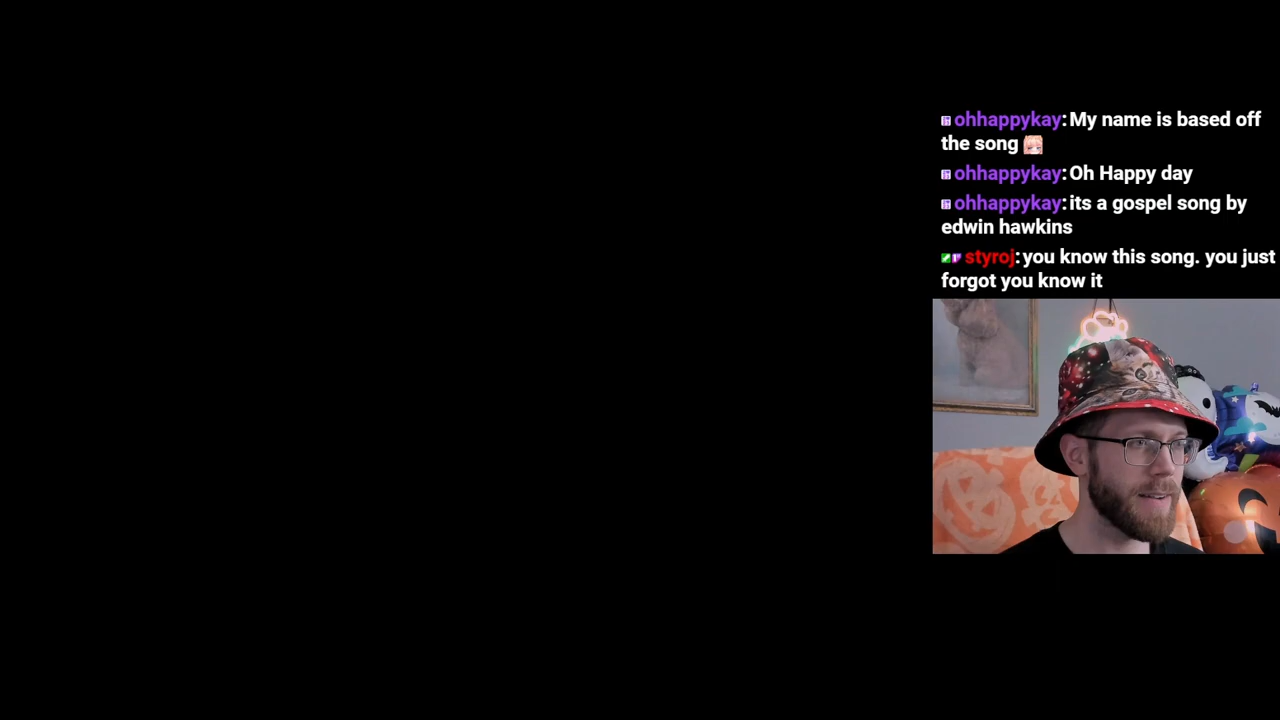 ohhappykay: My name is based off
the song
ohhappykay: Oh Happy day
ohhappykay: its a gospel song by
edwin hawkins
styroj: you know this song. you just
forgot you know it